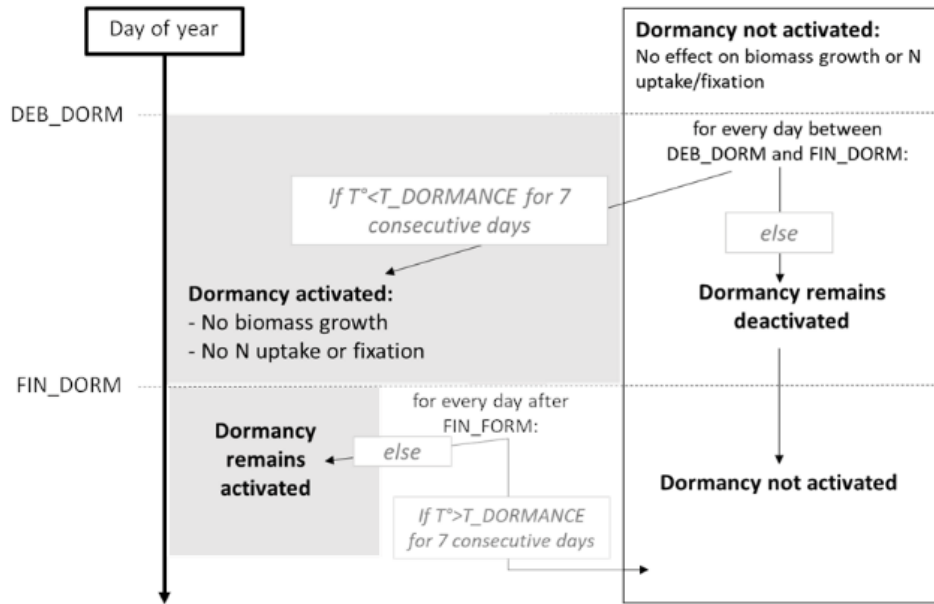 Day of year
Dormancy not activated:
No effect on biomass growth or N
uptake/fixation
DEB_DORM
for every day between
DEB_DORM and FIN_DORM:
If T°<T_DORMANCE for 7
consecutive days
else
Dormancy activated:
- No biomass growth
- No N uptake or fixation
Dormancy remains
deactivated
FIN_DORM
for every day after
FIN_FORM:
Dormancy
remains
activated
else
Dormancy not activated
If T°>T_DORMANCE
for 7 consecutive days